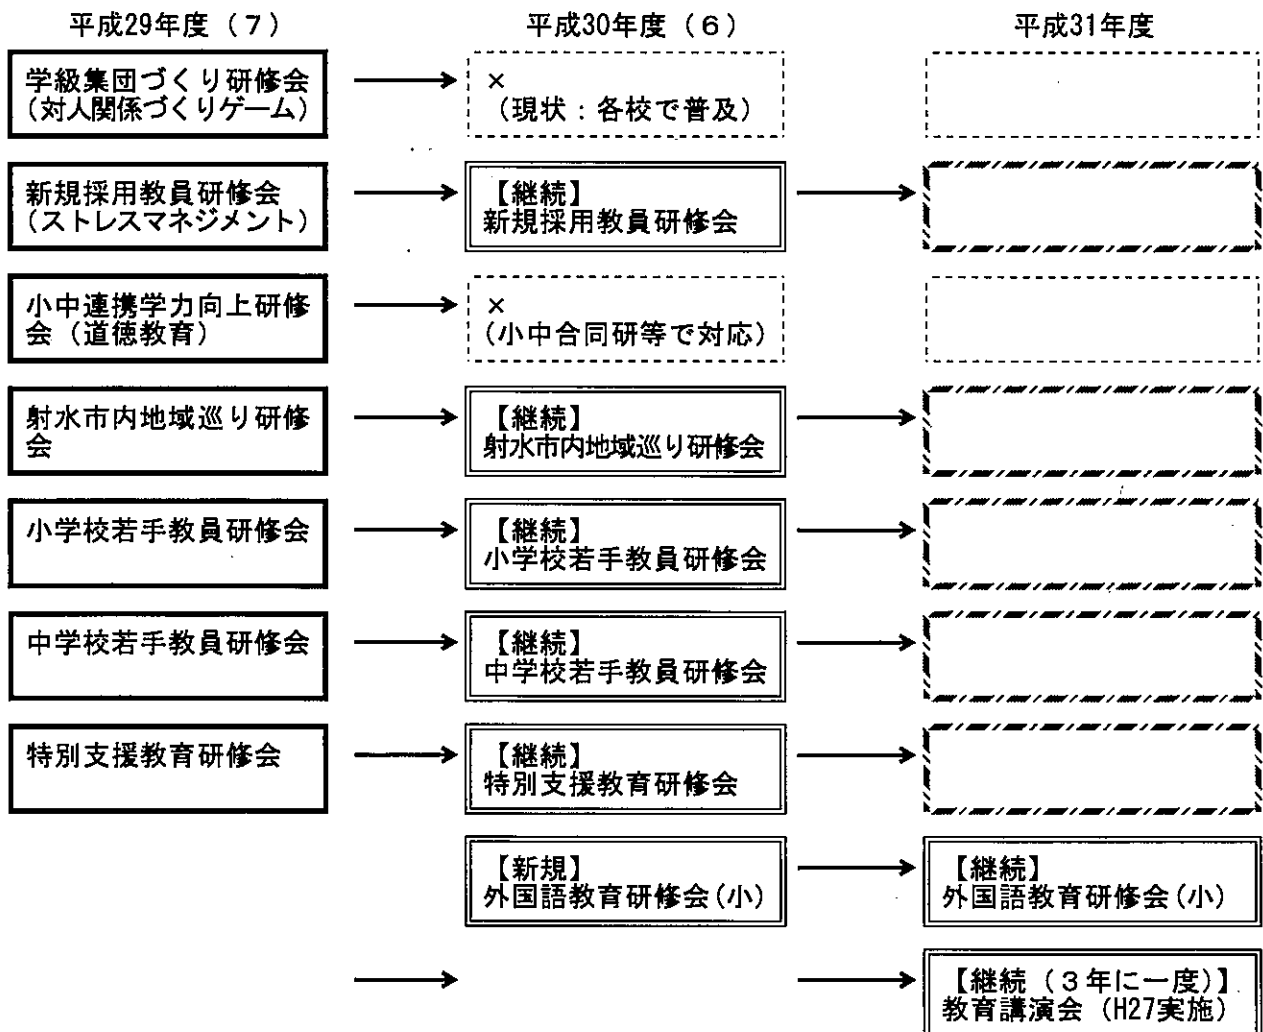 平成29年度（７）
平成30年度（６）
平成31年度
学級集団づくり研修会
（対人関係づくりゲーム）
×
（現状：各校で普及）
新規採用教員研修会
（ストレスマネジメント）
【継続】
新規採用教員研修会
小中連携学力向上研修
会（道徳教育）
×
（小中合同研等で対応）
射水市内地域巡り研修
会
【継続】
射水市内地域巡り研修会
小学校若手教員研修会
【継続】
小学校若手教員研修会
中学校若手教員研修会
【継続】
中学校若手教員研修会
特別支援教育研修会
【継続】
特別支援教育研修会
【新規】
外国語教育研修会(小)
【継続】
外国語教育研修会(小)
【継続（３年に一度）】
教育講演会（H27実施）